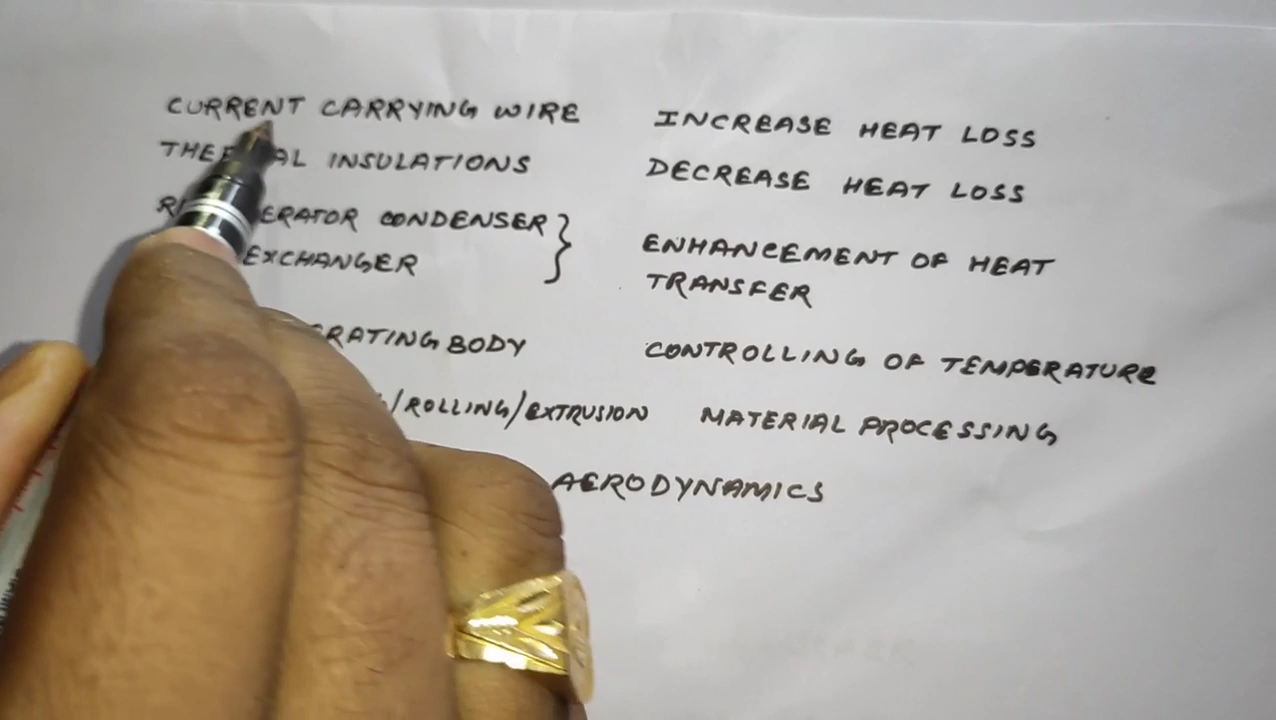 CURRENT CARRYING WIRE INCREASE HEAT LOSS
INSULATIONS DECREASE HEAT LOSS
CONDENSER ENHANCEMENT OF HEAT
EXCHANGER TRANSFER
BODY CONTROLLING OF TEMPERATURE
/ROLLING/EXTRUSION MATERIAL PROCESSING
AERODYNAMICS